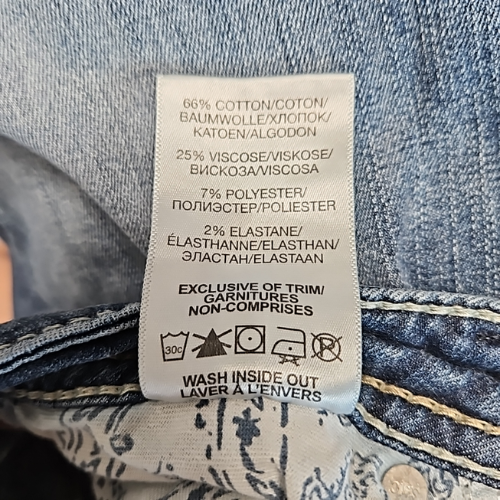 66% COTTON/COTON/
BAUMWOLLE/ХЛОПОК/
KATOEN/ALGODON
25% VISCOSE/VISKOSE/
ВИСКОЗА/VISCOSA
7% POLYESTER/
ПОЛИЭСТЕР/POLIESTER
2% ELASTANE/
ÉLASTHANNE/ELASTHAN/
ЭЛАСТАН/ELASTAAN
EXCLUSIVE OF TRIM/
GARNITURES
NON-COMPRISES
30c P
WASH INSIDE OUT
LAVER À L'ENVERS